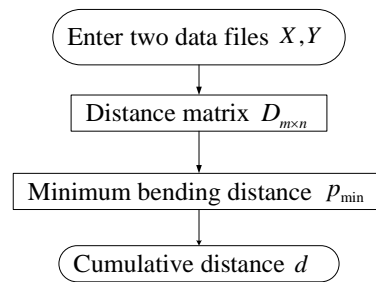 Enter two data files X,Y
Distance matrix D_{m×n}
Minimum bending distance p_{min}
Cumulative distance d